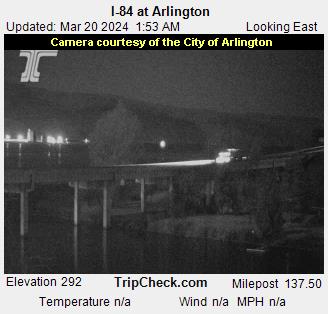 I-84 at Arlington
Updated: Mar 20 2024 1:53 AM Looking East
Camera courtesy of the City of Arlington
Elevation 292 TripCheck.com Milepost 137.50
Temperature n/a Wind n/a MPH n/a